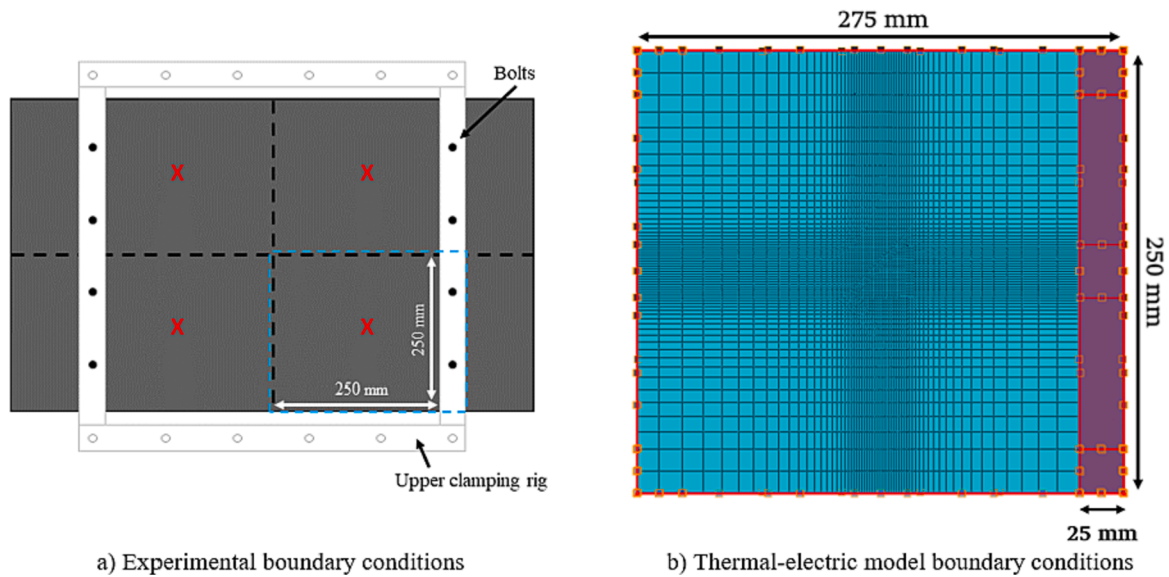 275 mm
Bolts
X X
250 mm
X X
250 mm
250 mm
Upper clamping rig
25 mm
a) Experimental boundary conditions
b) Thermal-electric model boundary conditions